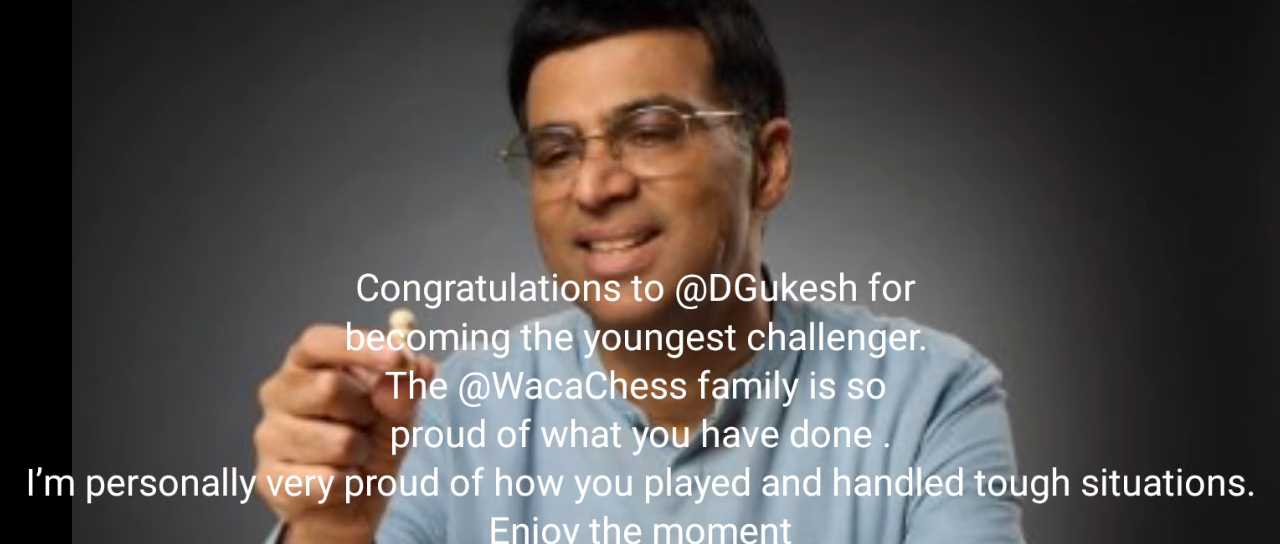 Congratulations to @DGukesh for
becoming the youngest challenger.
The @WacaChess family is so
proud of what you have done .
I’m personally very proud of how you played and handled tough situations.
Enjoy the moment